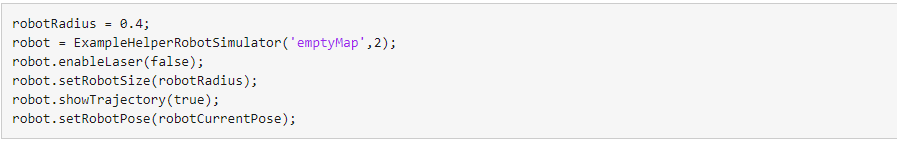 robotRadius = 0.4;
robot = ExampleHelperRobotSimulator('emptyMap',2);
robot.enableLaser(false);
robot.setRobotSize(robotRadius);
robot.showTrajectory(true);
robot.setRobotPose(robotCurrentPose);